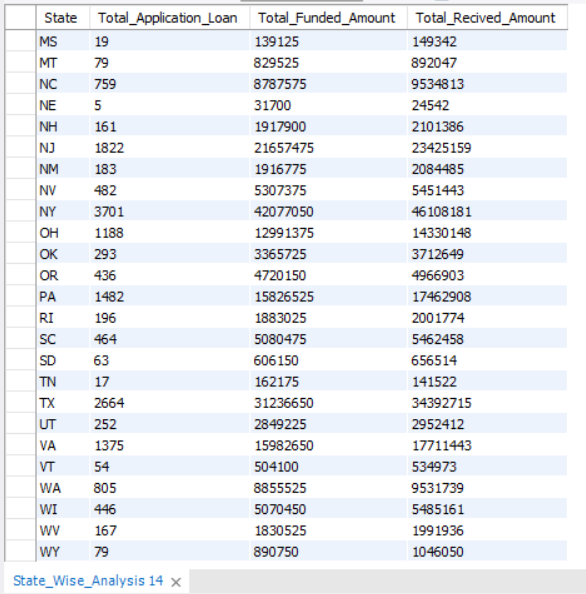 State Total_Application_Loan Total_Funded_Amount Total_Recived_Amount
MS 19 139125 149342
MT 79 829525 892047
NC 759 8787575 9534813
NE 5 31700 24542
NH 161 1917900 2101386
NJ 1822 21657475 23425159
NM 183 1916775 2084485
NV 482 5307375 5451443
NY 3701 42077050 46108181
OH 1188 12991375 14330148
OK 293 3365725 3712649
OR 436 4720150 4966903
PA 1482 15826525 17462908
RI 196 1883025 2001774
SC 464 5080475 5462458
SD 63 606150 656514
TN 17 162175 141522
TX 2664 31236650 34392715
UT 252 2849225 2952412
VA 1375 15982650 17711443
VT 54 504100 534973
WA 805 8855525 9531739
WI 446 5070450 5485161
WV 167 1830525 1991936
WY 79 890750 1046050
State_Wise_Analysis 14